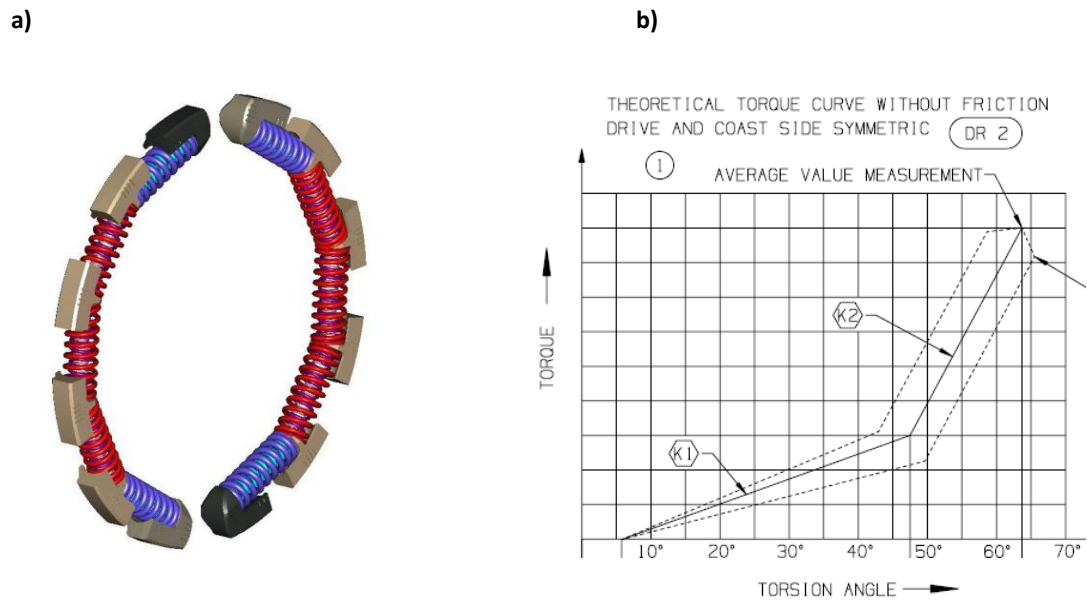 a)
b)
THEORETICAL TORQUE CURVE WITHOUT FRICTION
DRIVE AND COAST SIDE SYMMETRIC DR 2
1
AVERAGE VALUE MEASUREMENT
K2
TORQUE
K1
10° 20° 30° 40° 50° 60° 70°
TORSION ANGLE